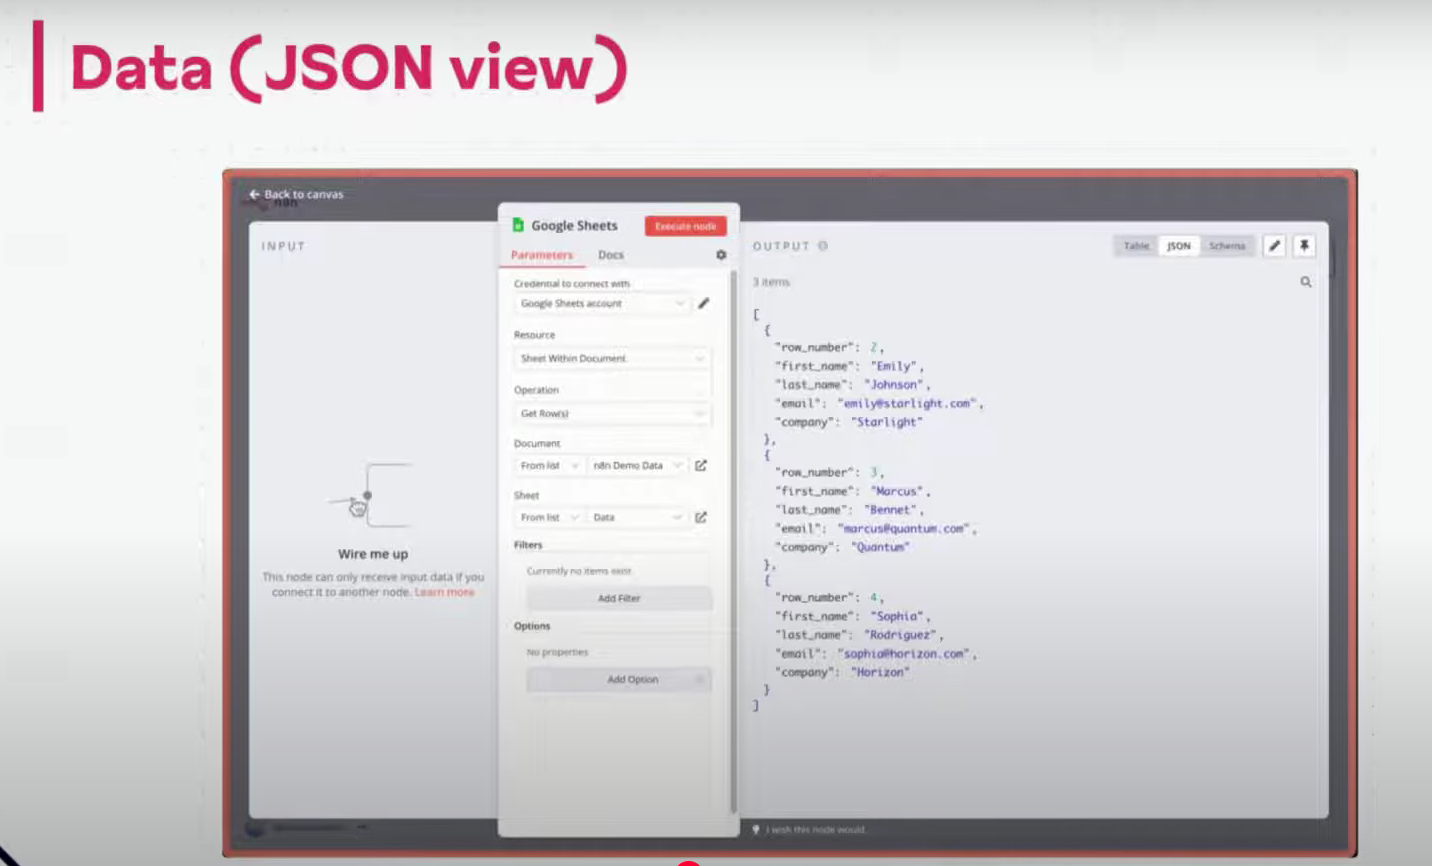 Data (JSON view)
Back to canvas
n8n
INPUT
Wire me up
This node can only receive input data if you
connect it to another node. Learn more
Google Sheets
Execute node
Parameters
Docs
Credential to connect with
Google Sheets account
Resource
Sheet Within Document
Operation
Get Row(s)
Document
From list
n8n Demo Data
Sheet
From list
Data
Filters
Currently no items exist
Add Filter
Options
No properties
Add Option
OUTPUT
Table
JSON
Schema
3 items
[
{
"row_number": 2,
"first_name": "Emily",
"last_name": "Johnson",
"email": "emily@starlight.com",
"company": "Starlight"
},
{
"row_number": 3,
"first_name": "Marcus",
"last_name": "Bennet",
"email": "marcus@quantum.com",
"company": "Quantum"
},
{
"row_number": 4,
"first_name": "Sophia",
"last_name": "Rodriguez",
"email": "sophia@horizon.com",
"company": "Horizon"
}
]
I wish this node would